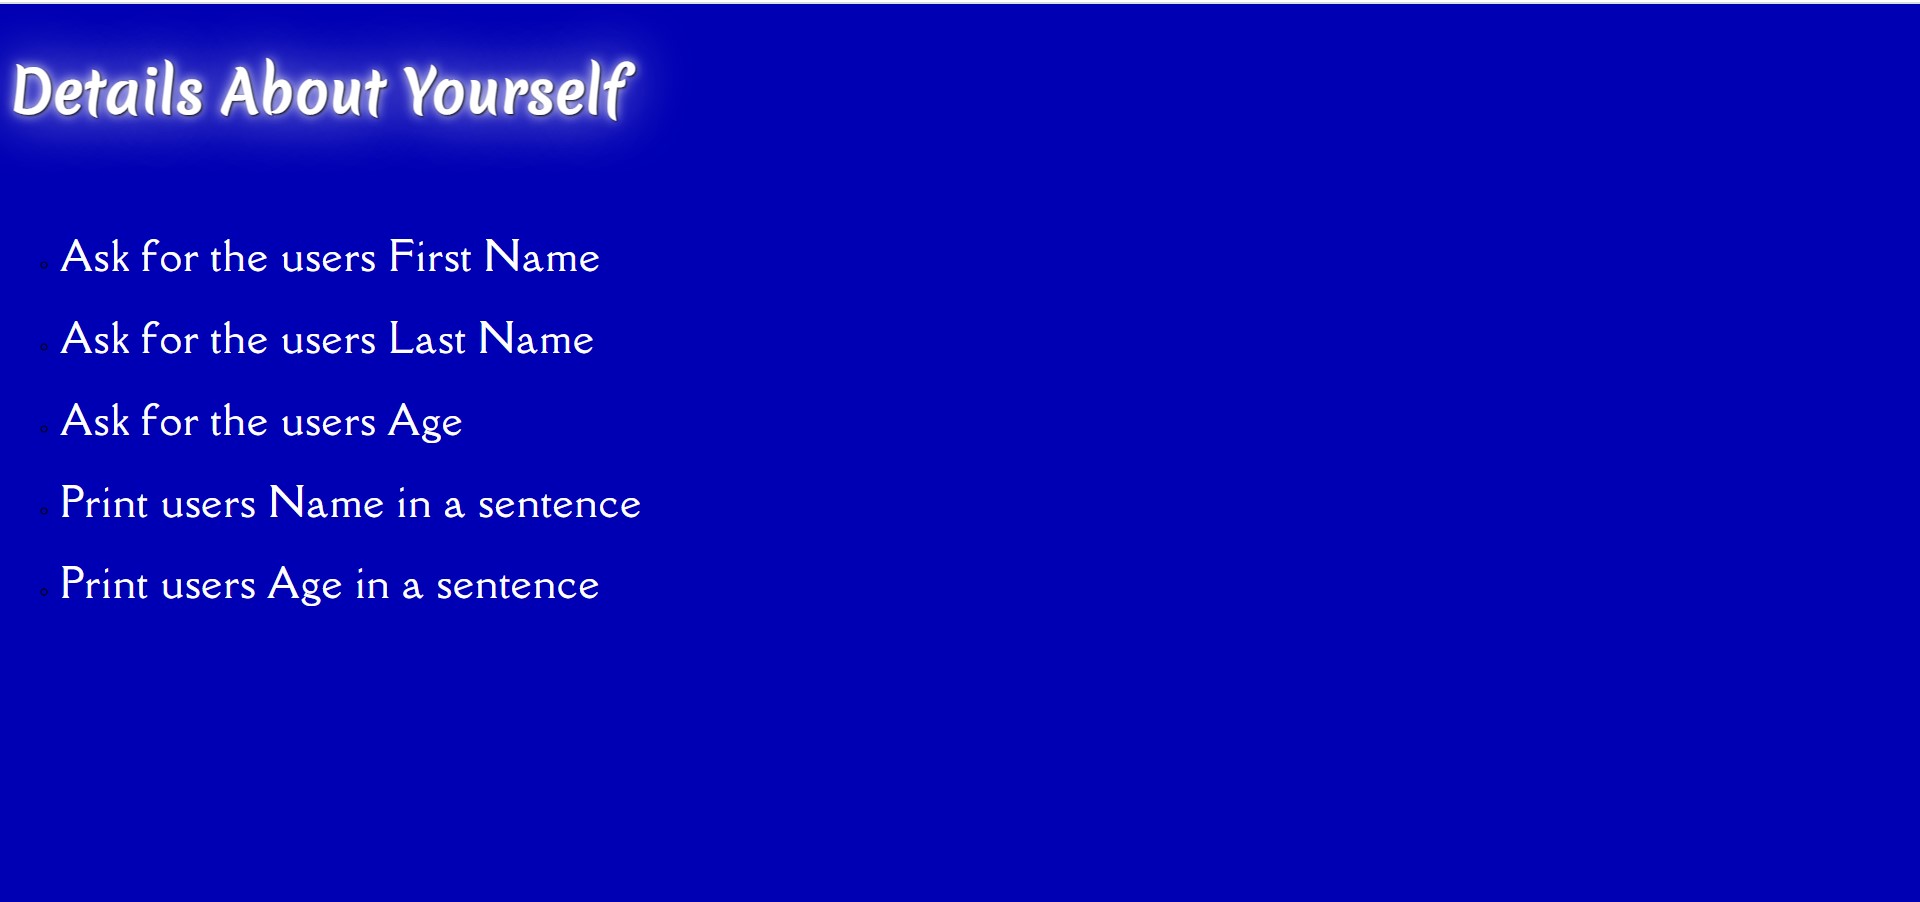 Details About Yourself
Ask for the users First Name
Ask for the users Last Name
Ask for the users Age
Print users Name in a sentence
Print users Age in a sentence